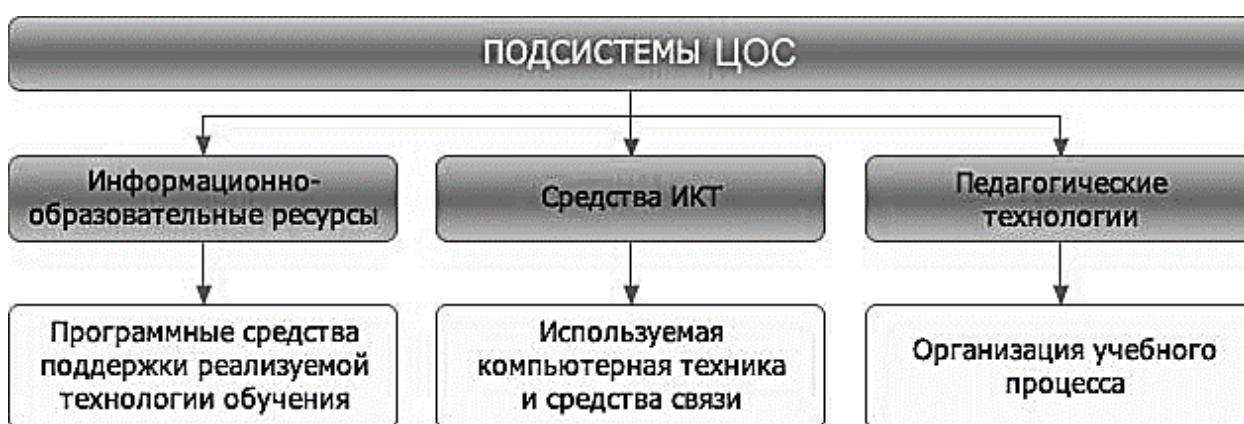 ПОДСИСТЕМЫ ЦОС
Информационно-
образовательные ресурсы
Средства ИКТ
Педагогические
технологии
Программные средства
поддержки реализуемой
технологии обучения
Используемая
компьютерная техника
и средства связи
Организация учебного
процесса